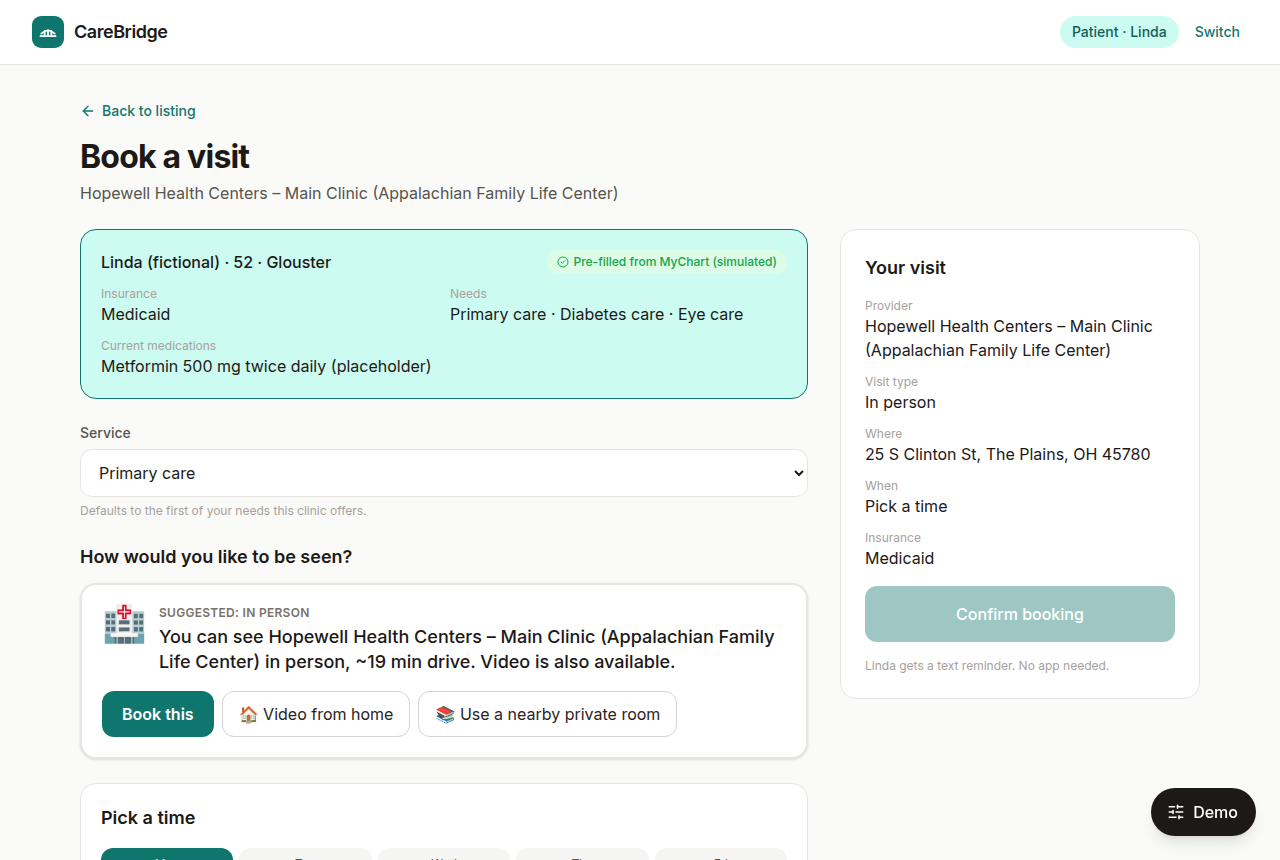 CareBridge
Patient · Linda
Switch
Back to listing
Book a visit
Hopewell Health Centers – Main Clinic (Appalachian Family Life Center)
Linda (fictional) · 52 · Glouster
Pre-filled from MyChart (simulated)
Insurance
Medicaid
Needs
Primary care · Diabetes care · Eye care
Current medications
Metformin 500 mg twice daily (placeholder)
Service
Primary care
Defaults to the first of your needs this clinic offers.
How would you like to be seen?
SUGGESTED: IN PERSON
You can see Hopewell Health Centers – Main Clinic (Appalachian Family
Life Center) in person, ~19 min drive. Video is also available.
Book this
Video from home
Use a nearby private room
Pick a time
Your visit
Provider
Hopewell Health Centers – Main Clinic
(Appalachian Family Life Center)
Visit type
In person
Where
25 S Clinton St, The Plains, OH 45780
When
Pick a time
Insurance
Medicaid
Confirm booking
Linda gets a text reminder. No app needed.
Demo